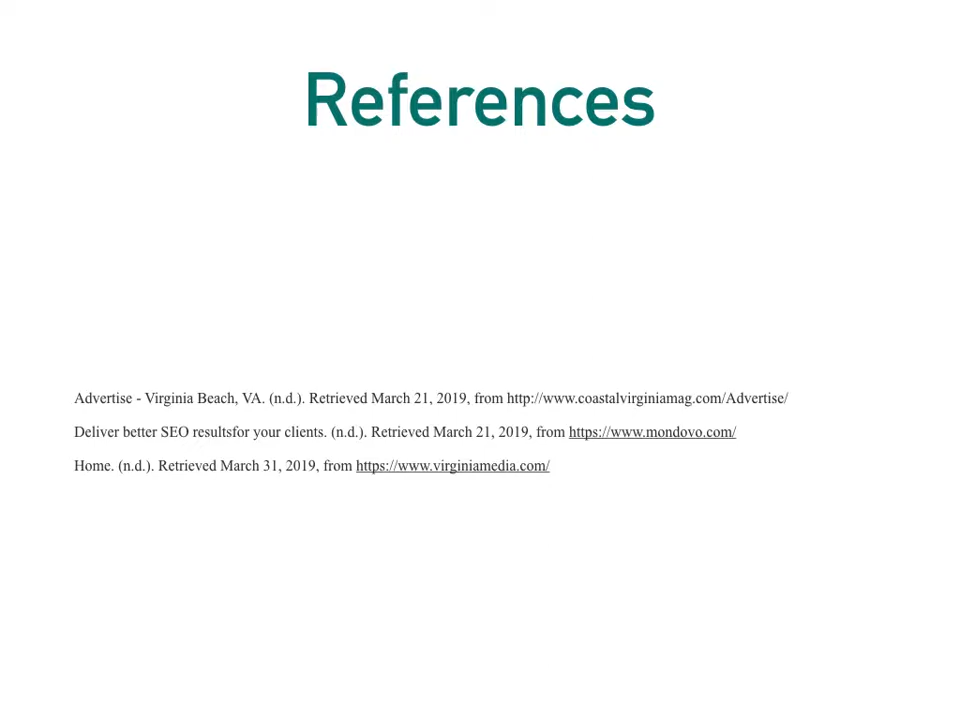 References
Advertise - Virginia Beach, VA. (n.d.). Retrieved March 21, 2019, from http://www.coastalvirginiamag.com/Advertise/
Deliver better SEO resultsfor your clients. (n.d.). Retrieved March 21, 2019, from https://www.mondovo.com/
Home. (n.d.). Retrieved March 31, 2019, from https://www.virginiamedia.com/